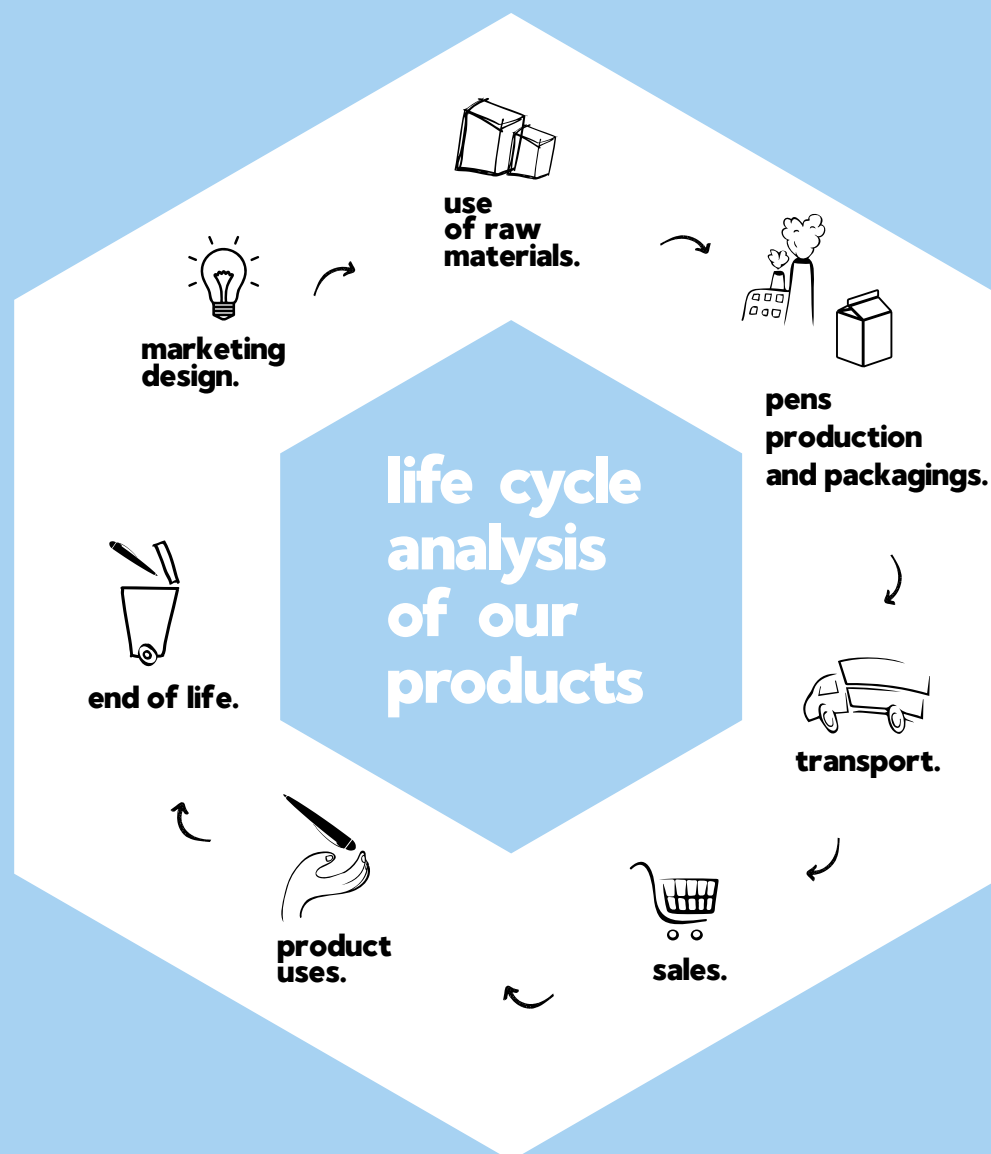 use
of raw
materials.
marketing
design.
pens
production
and packagings.
life cycle
analysis
of our
products
end of life.
transport.
product
uses.
sales.